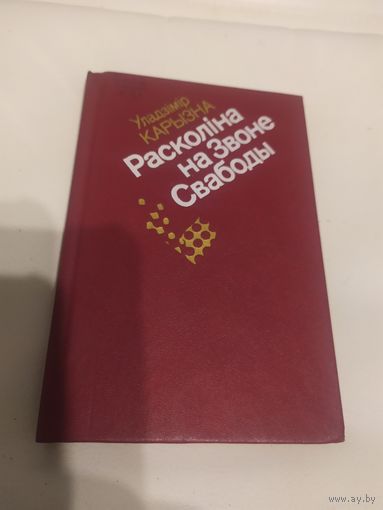 Уладзімір
КАРЫЗНА
Расколіна
на Звоне
Свабоды
www.ay.by